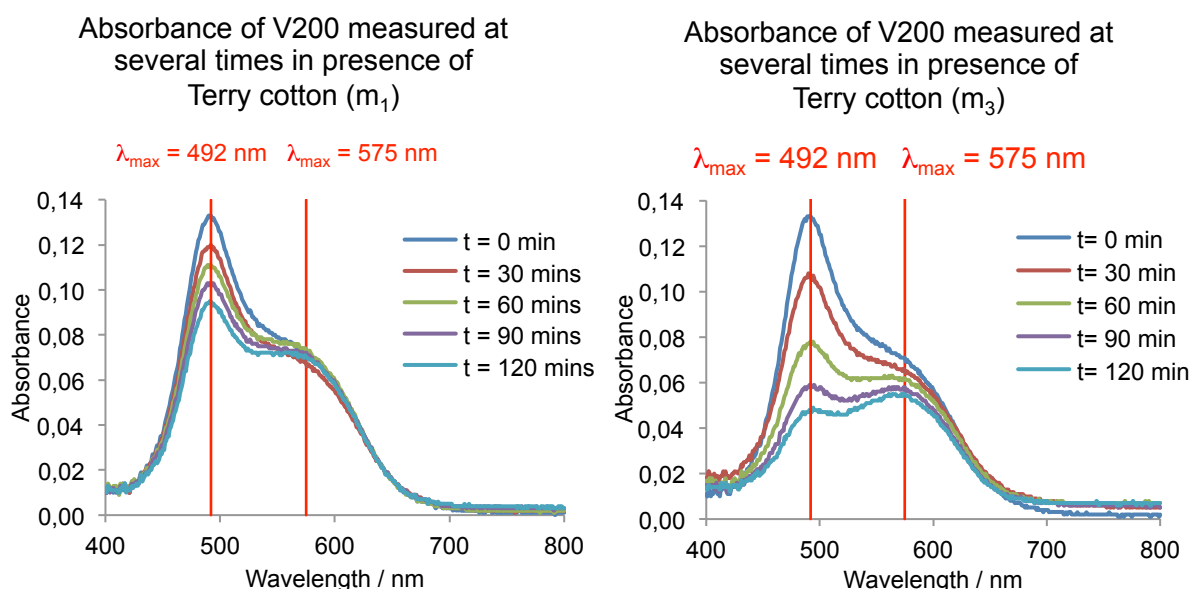 Absorbance of V200 measured at
several times in presence of
Terry cotton (m₁)
λmax = 492 nm λmax = 575 nm
0,14
0,12
0,10
0,08
0,06
0,04
0,02
0,00
Absorbance
400 500 600 700 800
Wavelength / nm
t = 0 min
t = 30 mins
t = 60 mins
t = 90 mins
t = 120 mins
Absorbance of V200 measured at
several times in presence of
Terry cotton (m₃)
λmax = 492 nm λmax = 575 nm
0,14
0,12
0,10
0,08
0,06
0,04
0,02
0,00
Absorbance
400 500 600 700 800
Wavelength / nm
t= 0 min
t= 30 min
t= 60 min
t= 90 min
t= 120 min